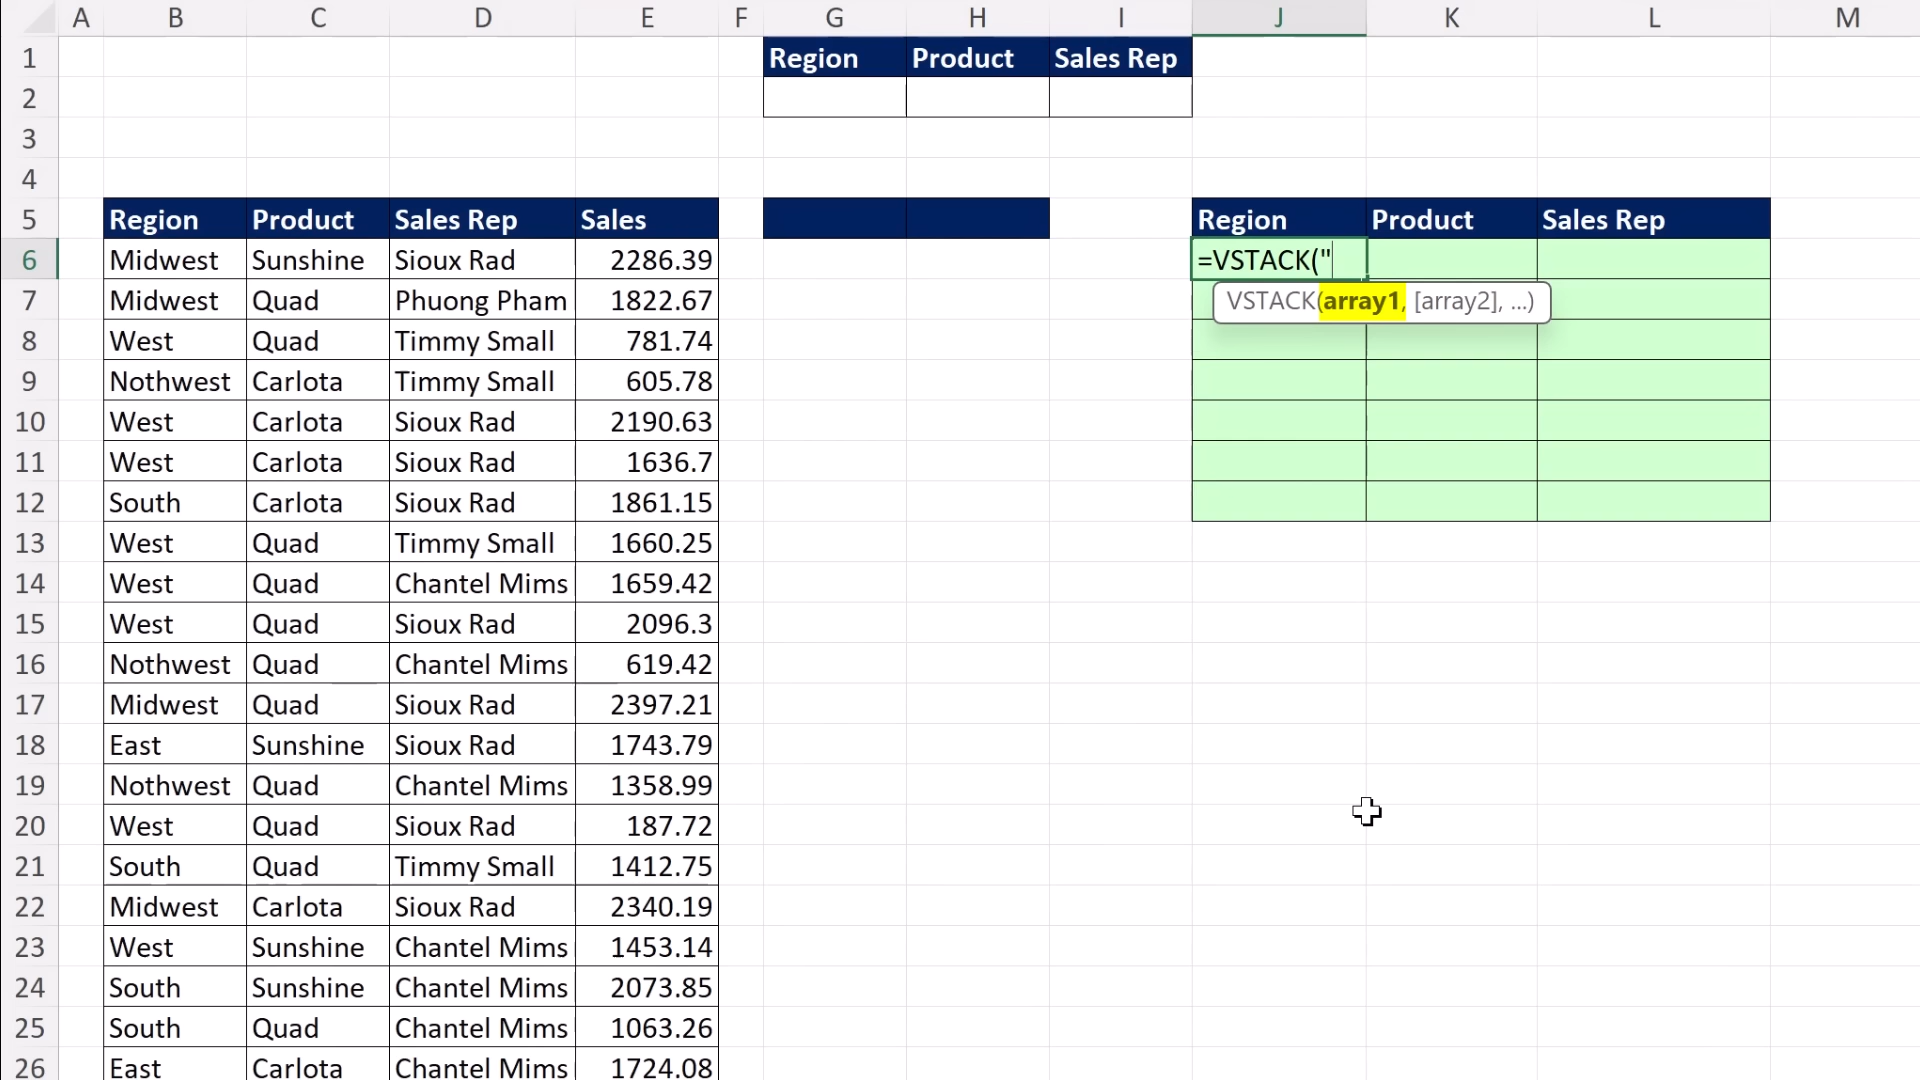 A B C D E F G H I J K L M
1 Region Product Sales Rep
2
3
4
5 Region Product Sales Rep Sales Region Product Sales Rep
6 Midwest Sunshine Sioux Rad 2286.39 =VSTACK("
7 Midwest Quad Phuong Pham 1822.67 VSTACK(array1, [array2], ...)
8 West Quad Timmy Small 781.74
9 Nothwest Carlota Timmy Small 605.78
10 West Carlota Sioux Rad 2190.63
11 West Carlota Sioux Rad 1636.7
12 South Carlota Sioux Rad 1861.15
13 West Quad Timmy Small 1660.25
14 West Quad Chantel Mims 1659.42
15 West Quad Sioux Rad 2096.3
16 Nothwest Quad Chantel Mims 619.42
17 Midwest Quad Sioux Rad 2397.21
18 East Sunshine Sioux Rad 1743.79
19 Nothwest Quad Chantel Mims 1358.99
20 West Quad Sioux Rad 187.72
21 South Quad Timmy Small 1412.75
22 Midwest Carlota Sioux Rad 2340.19
23 West Sunshine Chantel Mims 1453.14
24 South Sunshine Chantel Mims 2073.85
25 South Quad Chantel Mims 1063.26
26 East Carlota Chantel Mims 1724.08